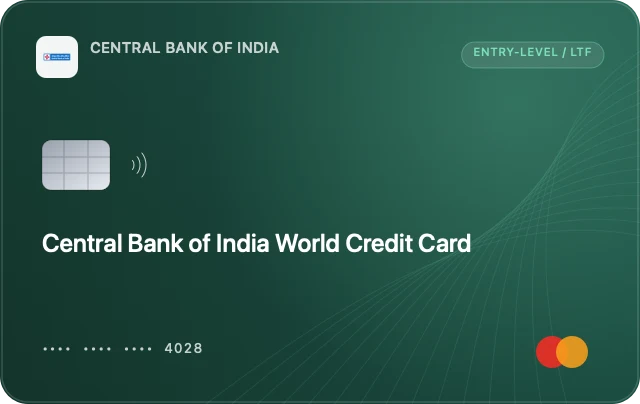 CENTRAL BANK OF INDIA
ENTRY-LEVEL / LTF
Central Bank of India World Credit Card
•••• •••• •••• 4028